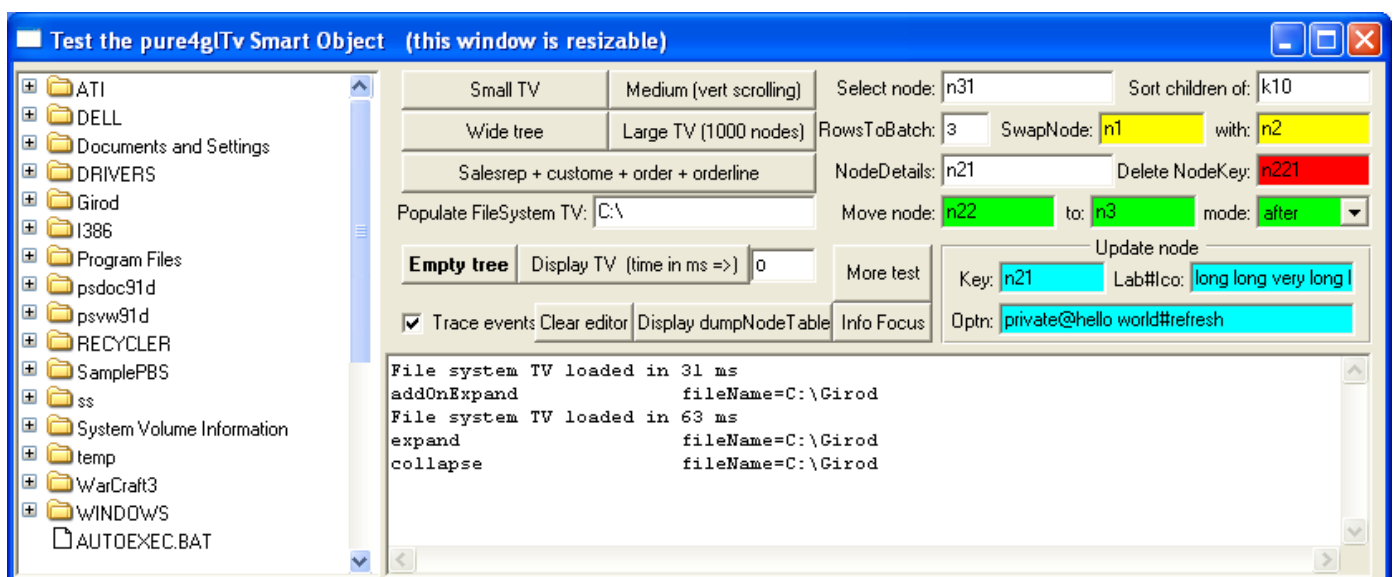 Test the pure4glTv Smart Object (this window is resizable)
ATI
DELL
Documents and Settings
DRIVERS
Girod
I386
Program Files
psdoc91d
psvw91d
RECYCLER
SamplePBS
ss
System Volume Information
temp
WarCraft3
WINDOWS
AUTOEXEC.BAT
Small TV Medium (vert scrolling) Select node: n31 Sort children of: k10
Wide tree Large TV (1000 nodes) RowsToBatch: 3 SwapNode: n1 with: n2
Salesrep + custome + order + orderline NodeDetails: n21 Delete NodeKey: n221
Populate FileSystem TV: C:\ Move node: n22 to: n3 mode: after
Empty tree Display TV (time in ms =>) 0 More test
Update node
Key: n21 Lab#Ico: long long very long l
Trace events Clear editor Display dumpNodeTable Info Focus Optn: private@hello world#refresh
File system TV loaded in 31 ms
addOnExpand fileName=C:\Girod
File system TV loaded in 63 ms
expand fileName=C:\Girod
collapse fileName=C:\Girod